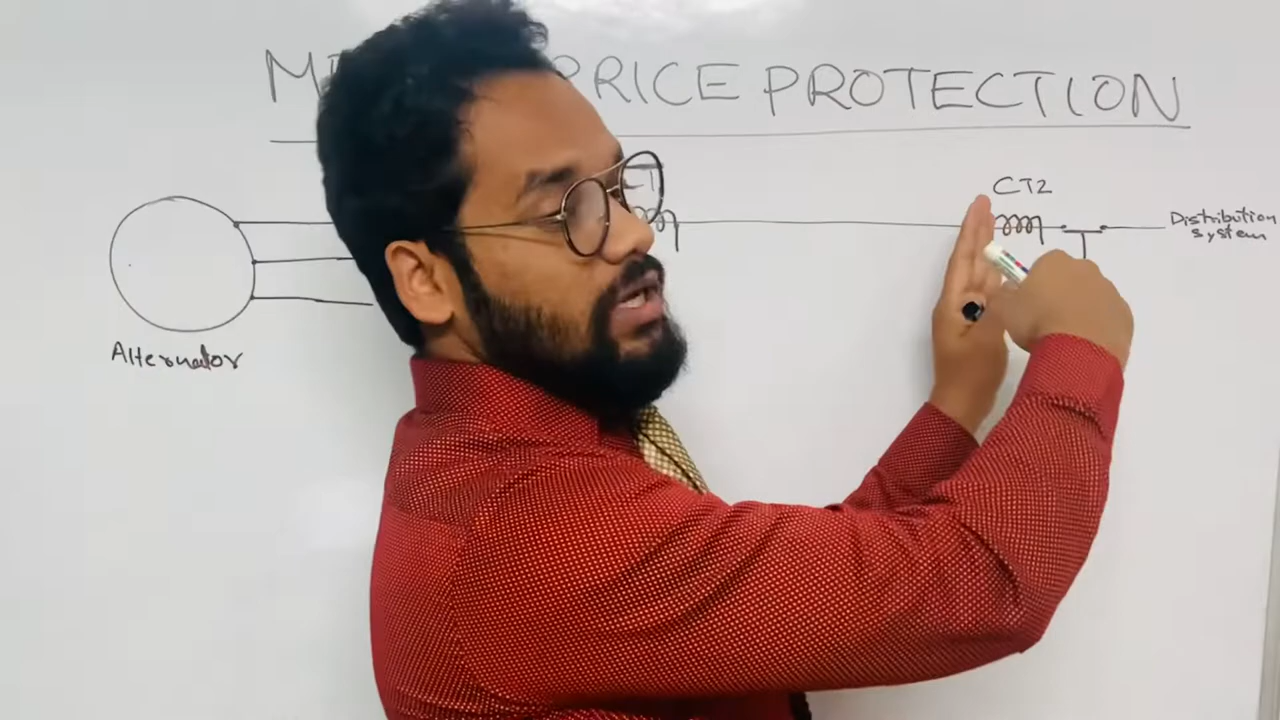 PRICE PROTECTION
CT2
Distribution
system
Alternator